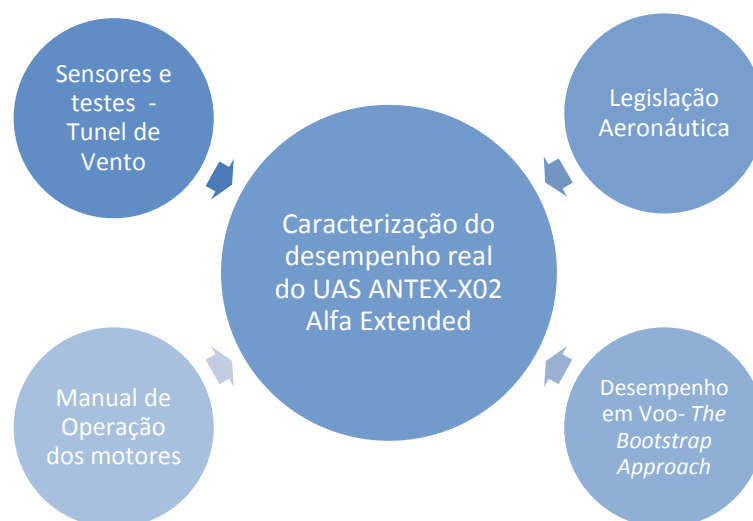 Sensores e
testes  -
Tunel de
Vento
Legislação
Aeronáutica
Caracterização do
desempenho real
do UAS ANTEX-X02
Alfa Extended
Manual de
Operação
dos motores
Desempenho
em Voo- The
Bootstrap
Approach